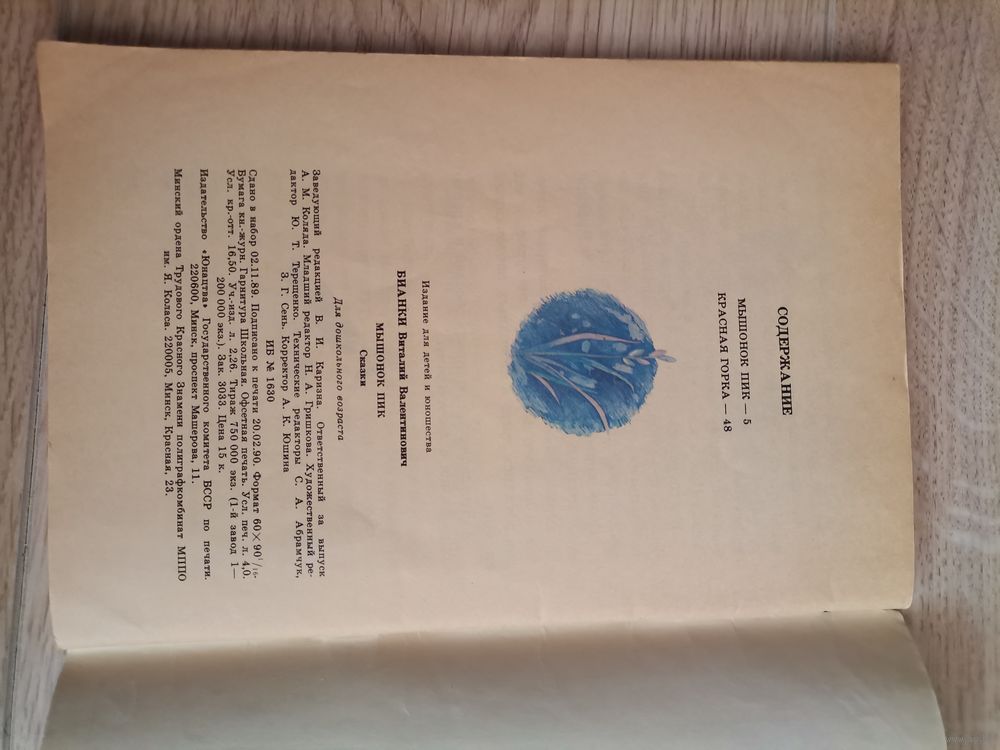 СОДЕРЖАНИЕ
МЫШОНОК ПИК — 5
КРАСНАЯ ГОРКА — 48
Издание для детей и юношества
БИАНКИ Виталий Валентинович
МЫШОНОК ПИК
Сказки
Для дошкольного возраста
Заведующий редакцией В. И. Каризна. Ответственный за выпуск
А. М. Коляда. Младший редактор Н. А. Гришкова. Художественный ре-
дактор Ю. Т. Терещенко. Технические редакторы С. А. Абрамчук,
З. Г. Сень. Корректор А. К. Юшина
ИБ № 1630
Сдано в набор 02.11.89. Подписано к печати 20.02.90. Формат 60×90¹/₁₆.
Бумага кн.-журн. Гарнитура Школьная. Офсетная печать. Усл. печ. л. 4,0.
Усл. кр.-отт. 16,50. Уч.-изд. л. 2,26. Тираж 750 000 экз. (1-й завод 1—
200 000 экз.). Зак. 3033. Цена 15 к.
Издательство «Юнацтва» Государственного комитета БССР по печати.
220600, Минск, проспект Машерова, 11.
Минский ордена Трудового Красного Знамени полиграфкомбинат МППО
им. Я. Коласа. 220005, Минск, Красная, 23.